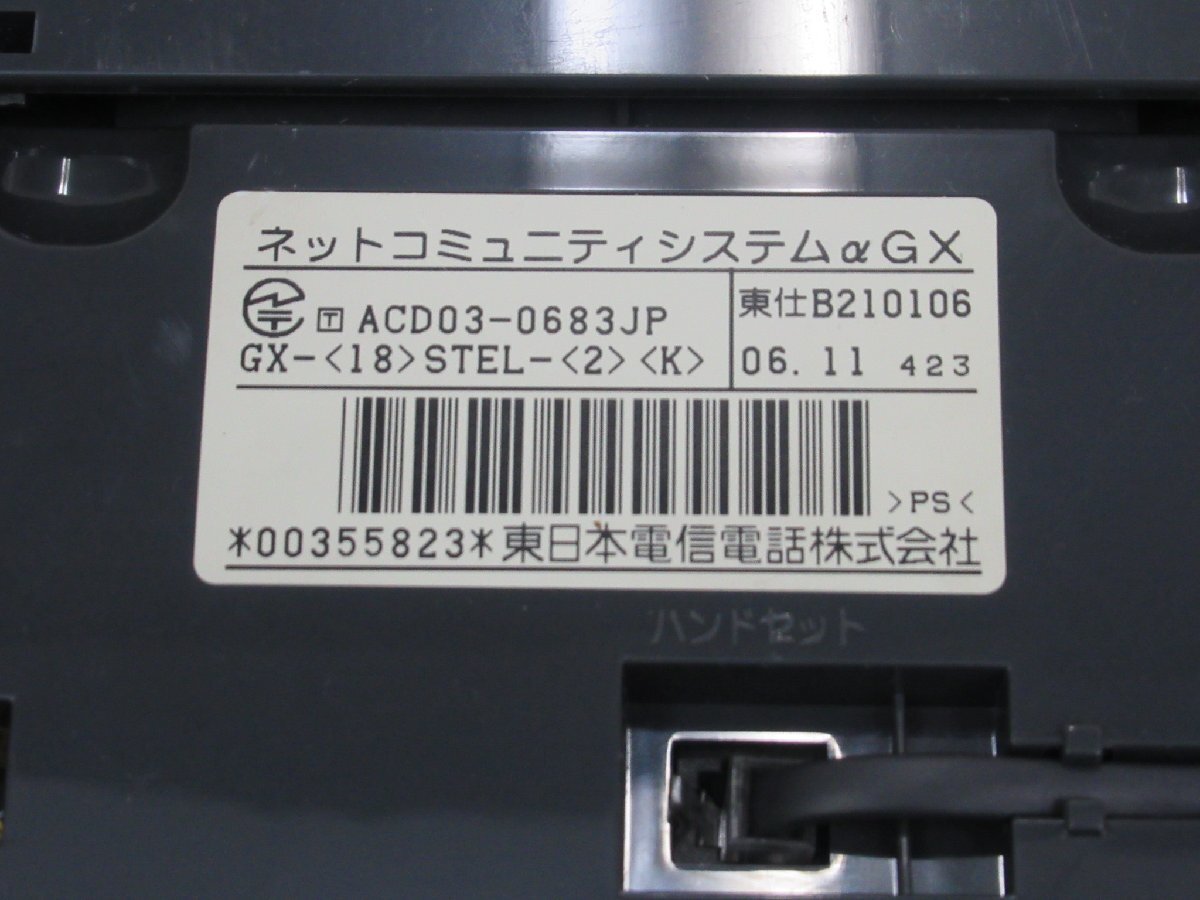 ネットコミュニティシステムαGX
T ACD03-0683JP
GX-<18>STEL-<2><K>
東仕B210106
06.11 423
>PS<
*00355823*東日本電信電話株式会社
ハンドセット